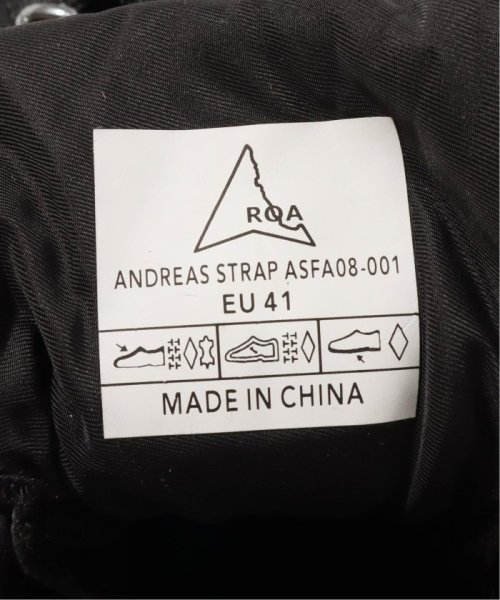 ROA
ANDREAS STRAP ASFA08-001
EU 41
MADE IN CHINA